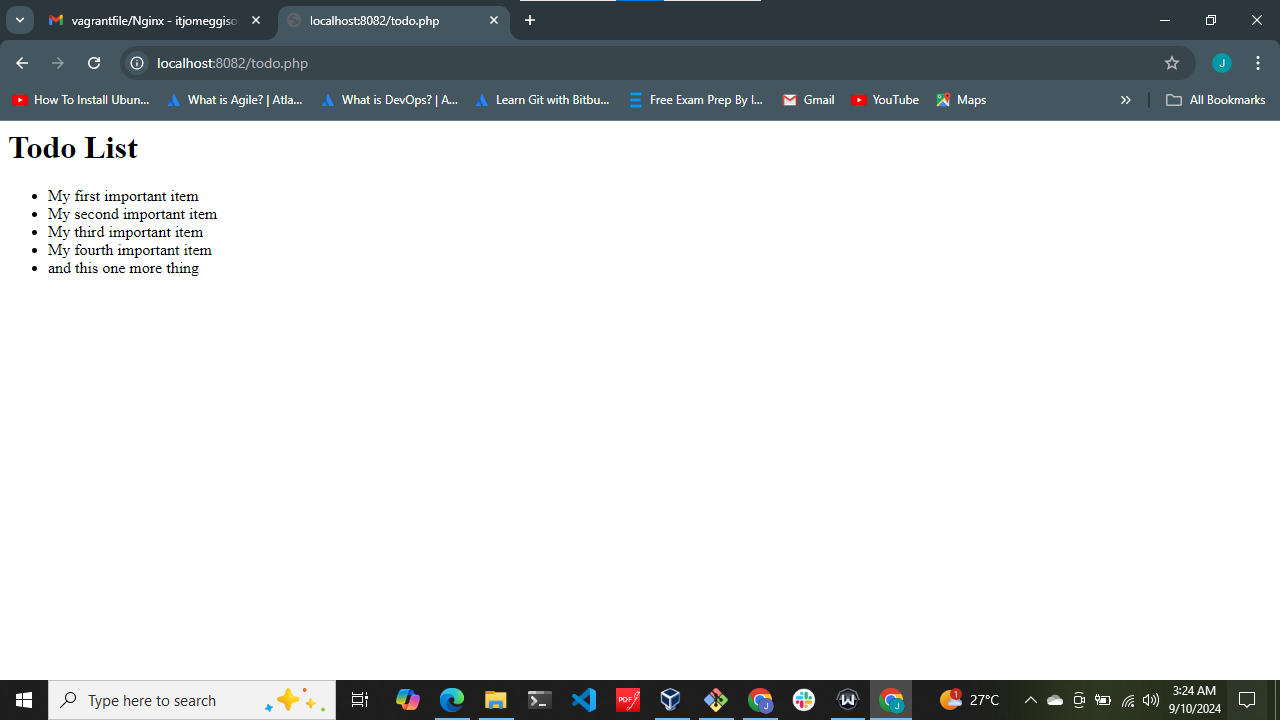 vagrantfile/Nginx - itjomeggiso
localhost:8082/todo.php
localhost:8082/todo.php
J
How To Install Ubun...
What is Agile? | Atla...
What is DevOps? | A...
Learn Git with Bitbu...
Free Exam Prep By I...
Gmail
YouTube
Maps
All Bookmarks
Todo List
My first important item
My second important item
My third important item
My fourth important item
and this one more thing
Type here to search
PDF
J
W
J
1
27°C
3:24 AM
9/10/2024